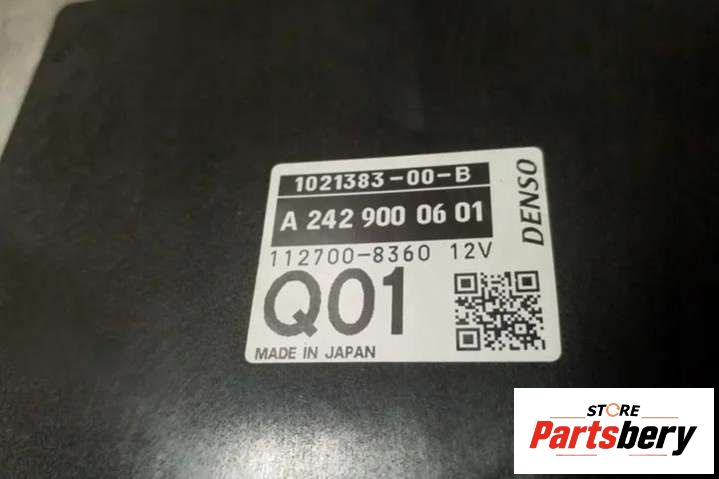 1021383-00-B
A 242 900 06 01
112700-8360 12V
Q01
MADE IN JAPAN
DENSO
STORE
Partsbery